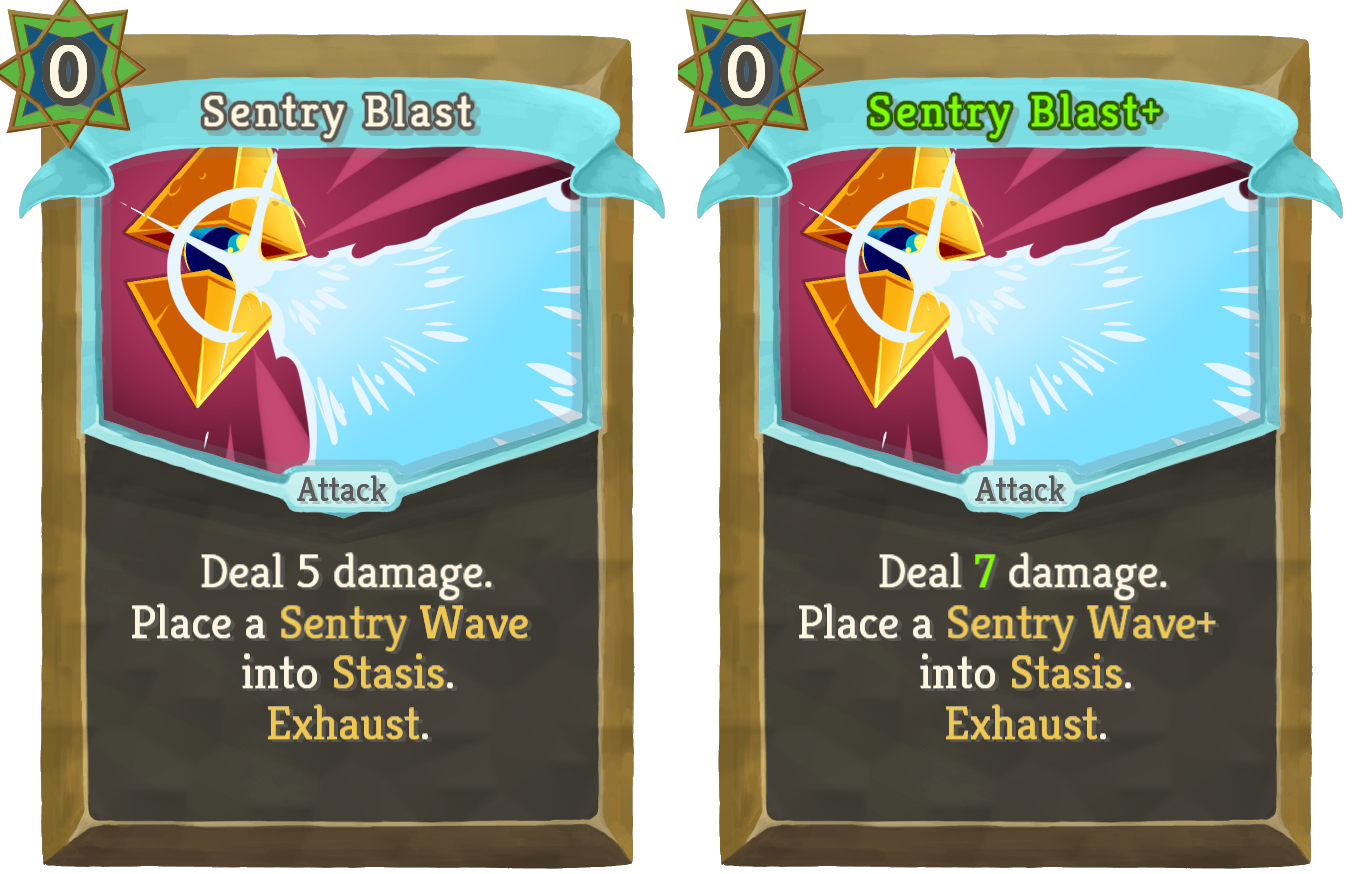 0
Sentry Blast
Attack
Deal 5 damage.
Place a Sentry Wave
into Stasis.
Exhaust.
0
Sentry Blast+
Attack
Deal 7 damage.
Place a Sentry Wave+
into Stasis.
Exhaust.